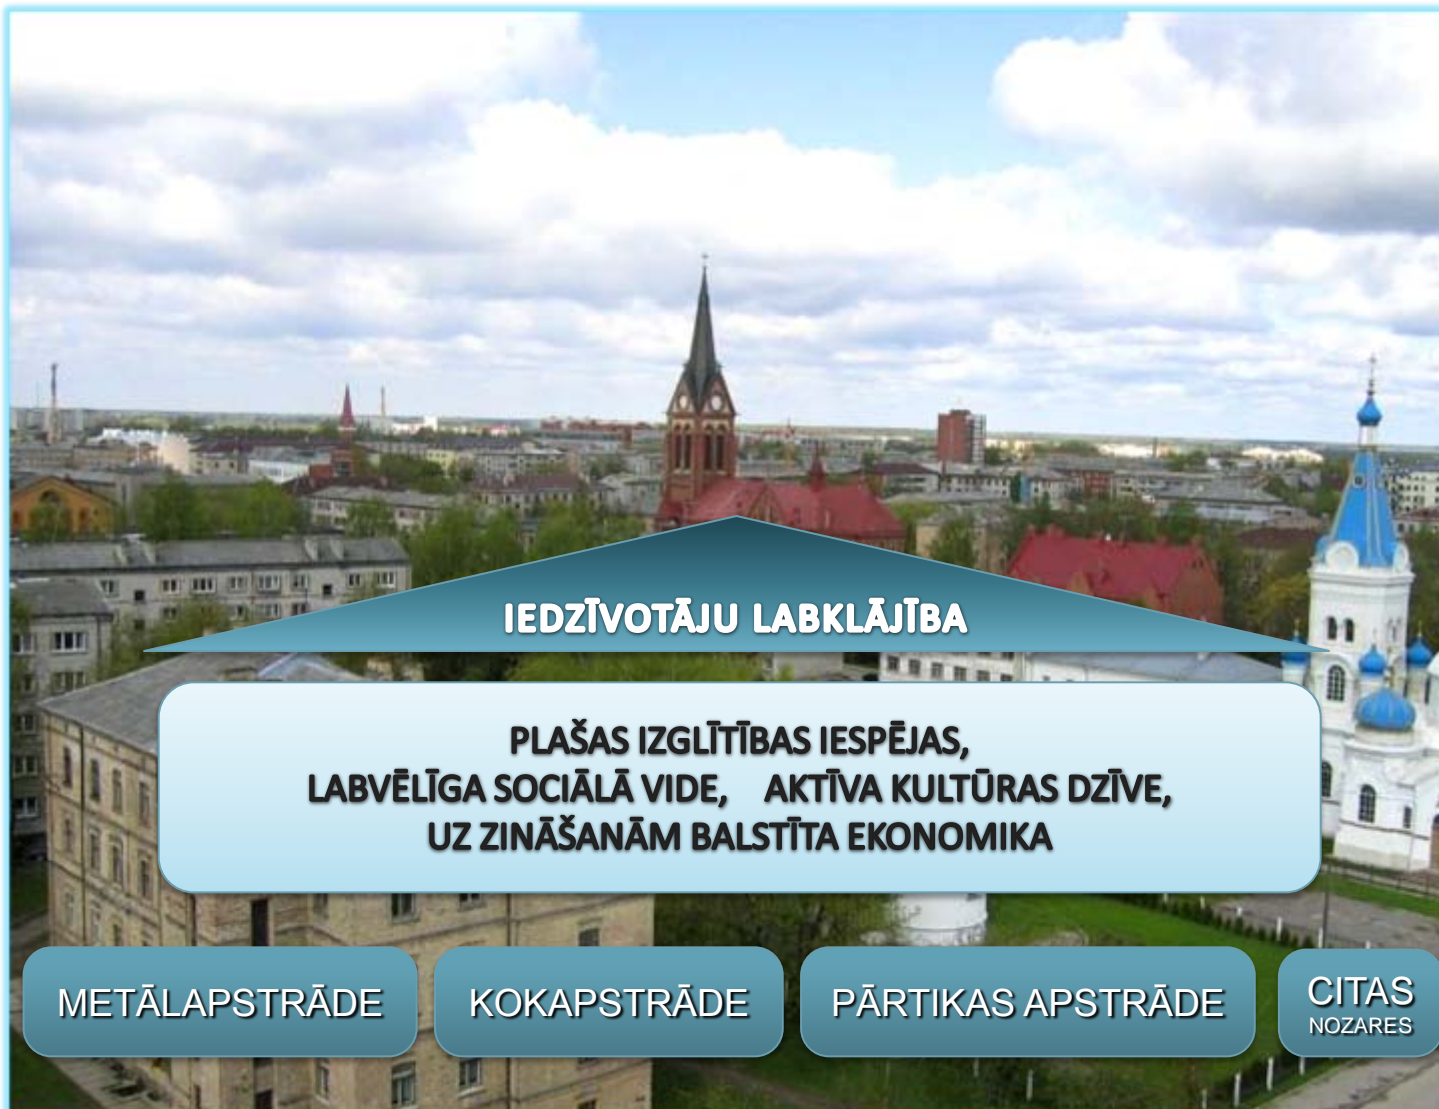 IEDZĪVOTĀJU LABKLĀJĪBA
PLAŠAS IZGLĪTĪBAS IESPĒJAS,
LABVĒLĪGA SOCIĀLĀ VIDE, AKTĪVA KULTŪRAS DZĪVE,
UZ ZINĀŠANĀM BALSTĪTA EKONOMIKA
METĀLAPSTRĀDE
KOKAPSTRĀDE
PĀRTIKAS APSTRĀDE
CITAS
NOZARES